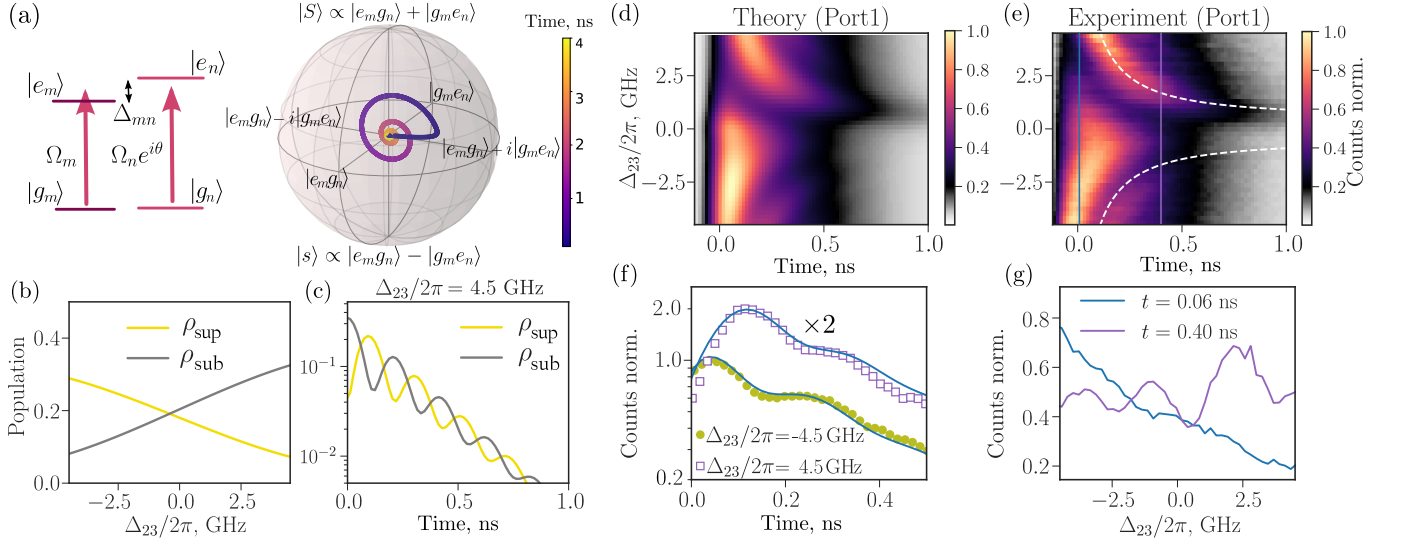 (a)
|S⟩ ∝ |e_m g_n⟩ + |g_m e_n⟩
Time, ns
4
3
2
1
|e_m⟩
|e_n⟩
Δ_mn
Ω_m
Ω_n e^{iθ}
|g_m⟩
|g_n⟩
|g_m e_n⟩
|e_m g_n⟩ − i|g_m e_n⟩
|e_m g_n⟩ + i|g_m e_n⟩
|e_m g_n⟩
|s⟩ ∝ |e_m g_n⟩ − |g_m e_n⟩
(b)
Population
0.4
0.2
0.0
ρ_sup
ρ_sub
−2.5 0.0 2.5
Δ_23/2π, GHz
(c)
Δ_23/2π = 4.5 GHz
10^{−1}
10^{−2}
ρ_sup
ρ_sub
0.0 0.5 1.0
Time, ns
(d)
Theory (Port1)
Δ_23/2π, GHz
2.5
0.0
−2.5
0.0 0.5 1.0
Time, ns
1.0
0.8
0.6
0.4
0.2
(e)
Experiment (Port1)
2.5
0.0
−2.5
0.0 0.5 1.0
Time, ns
1.0
0.8
0.6
0.4
0.2
Counts norm.
(f)
Counts norm.
2.0
1.0
0.2
×2
Δ_23/2π=-4.5 GHz
Δ_23/2π= 4.5 GHz
0.0 0.2 0.4
Time, ns
(g)
Counts norm.
0.8
0.6
0.4
0.2
t = 0.06 ns
t = 0.40 ns
−2.5 0.0 2.5
Δ_23/2π, GHz